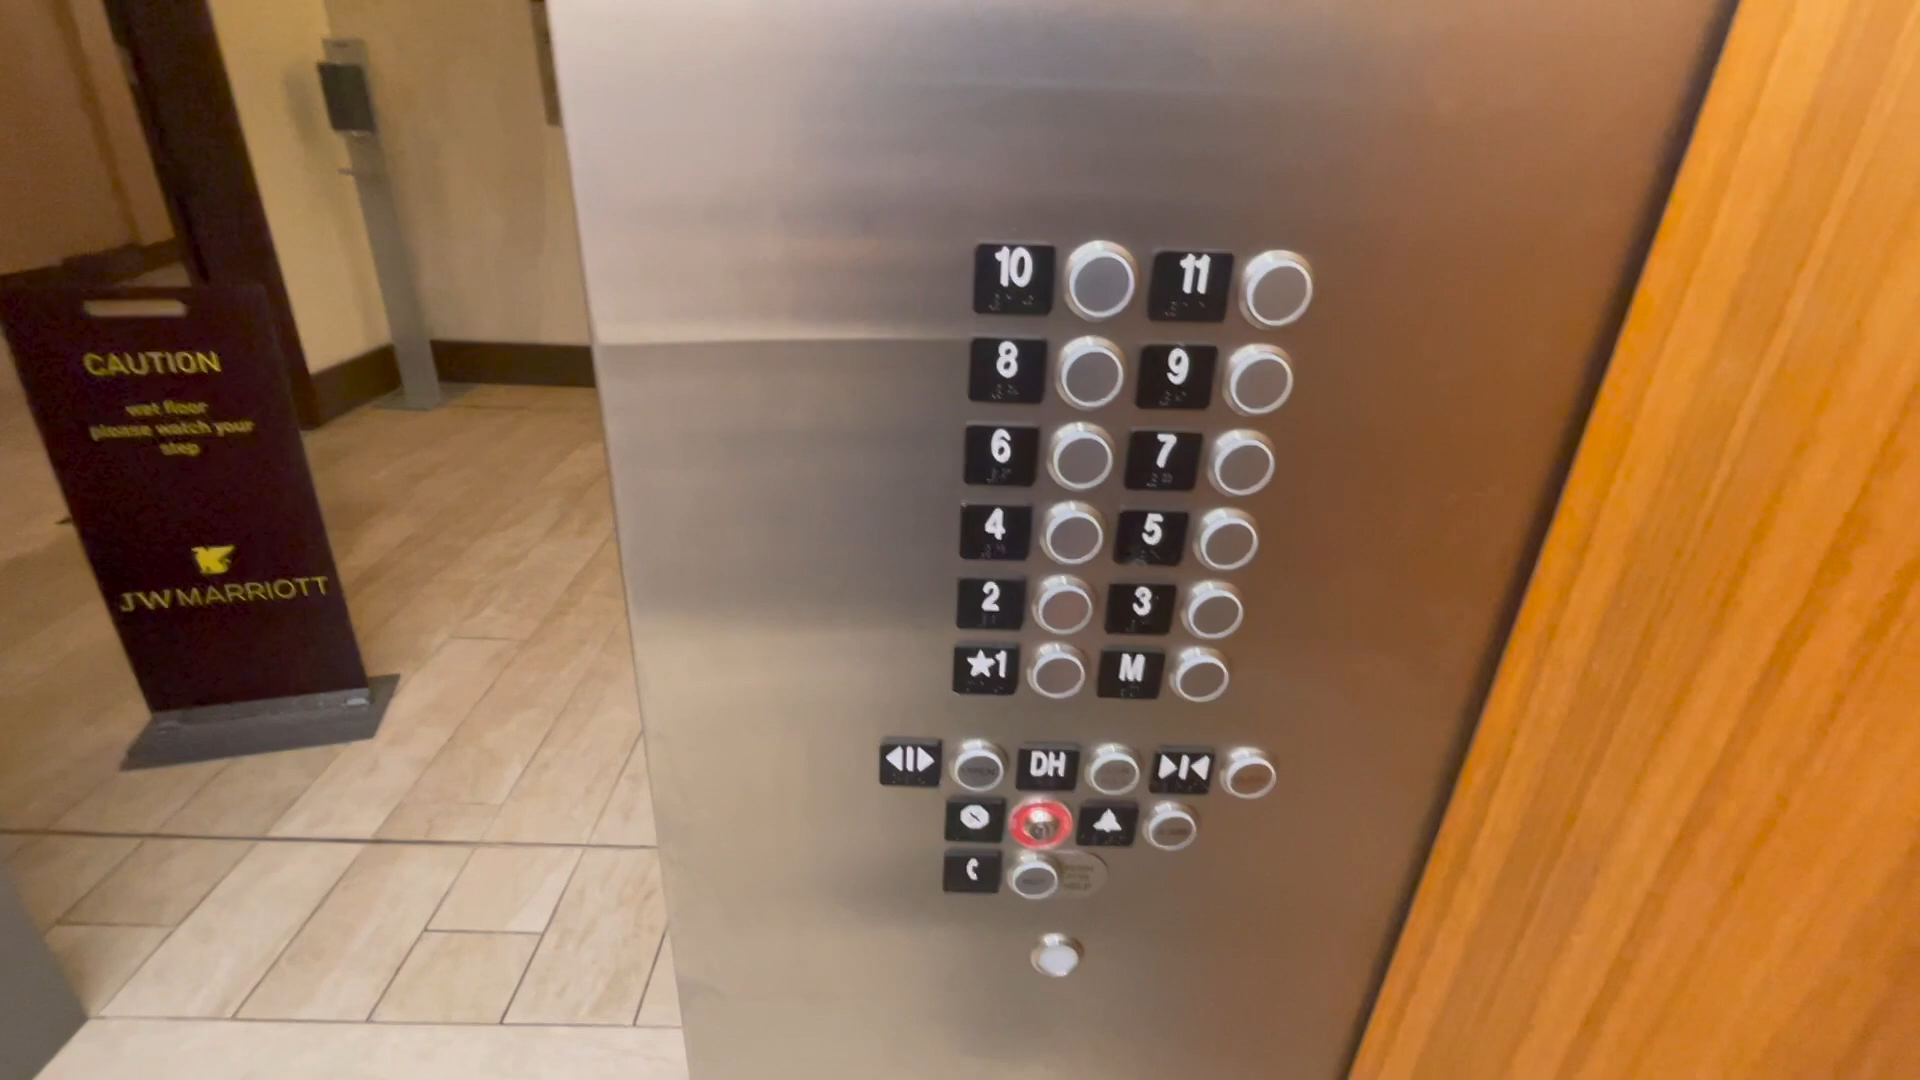 CAUTION
wet floor
please watch your
step
JW MARRIOTT
10 11
8 9
6 7
4 5
2 3
★1 M
DH